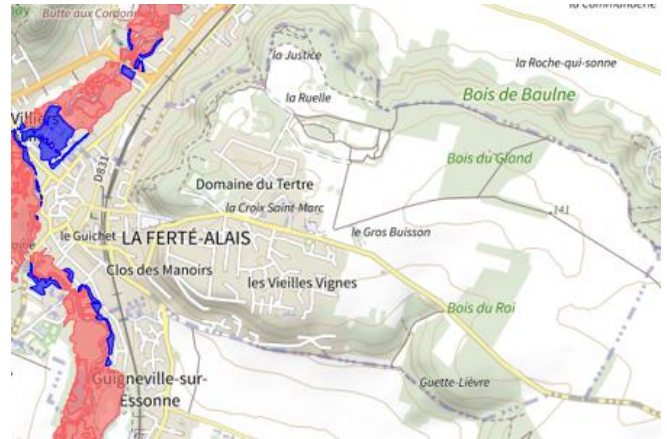 Butte aux Cordon
la Commanderie
la Justice
la Roche-qui-sonne
la Ruelle
Bois de Baulne
Villiers
Bois du Gland
D831
Domaine du Tertre
la Croix Saint-Marc
141
le Guichet
LA FERTÉ-ALAIS
le Gros Buisson
Clos des Manoirs
les Vieilles Vignes
Bois du Roi
Guigneville-sur-
Essonne
Guette-Lièvre